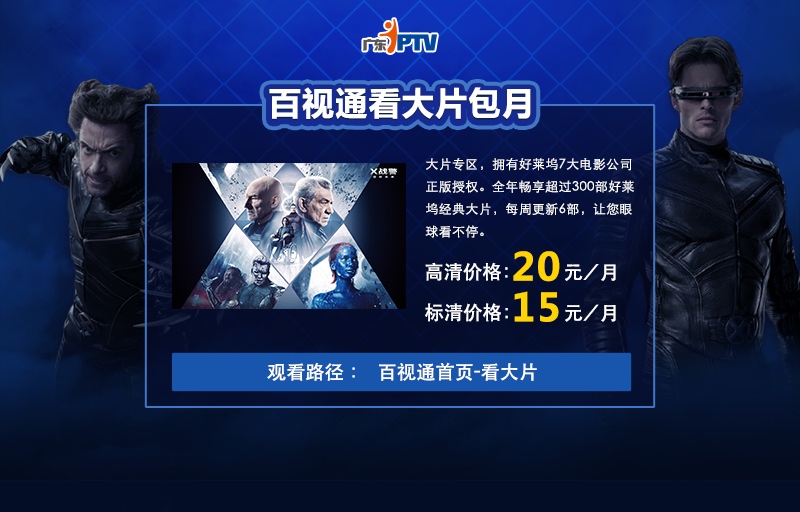 广东IPTV
百视通看大片包月
X战警
大片专区，拥有好莱坞7大电影公司
正版授权。全年畅享超过300部好莱
坞经典大片，每周更新6部，让您眼
球看不停。
高清价格:20元／月
标清价格:15元／月
观看路径： 百视通首页-看大片